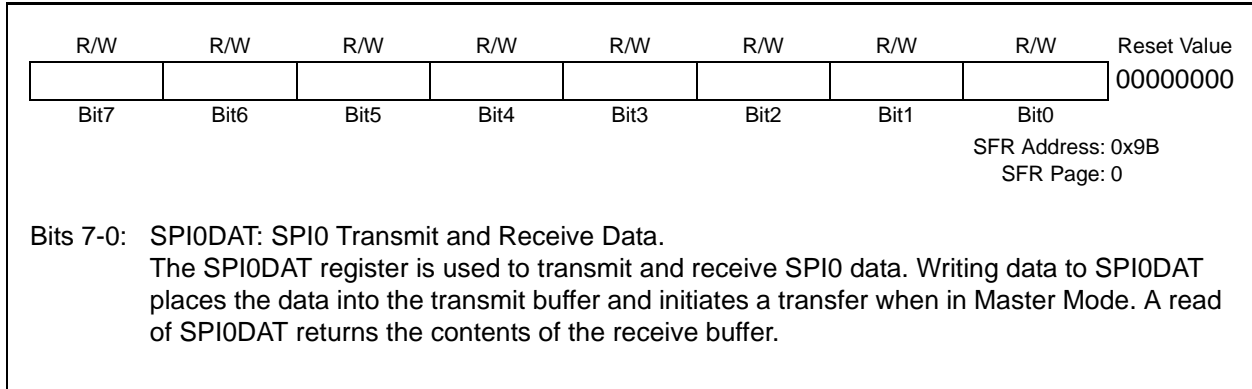 R/W R/W R/W R/W R/W R/W R/W R/W Reset Value
00000000
Bit7 Bit6 Bit5 Bit4 Bit3 Bit2 Bit1 Bit0
SFR Address: 0x9B
SFR Page: 0
Bits 7-0: SPI0DAT: SPI0 Transmit and Receive Data.
The SPI0DAT register is used to transmit and receive SPI0 data. Writing data to SPI0DAT
places the data into the transmit buffer and initiates a transfer when in Master Mode. A read
of SPI0DAT returns the contents of the receive buffer.